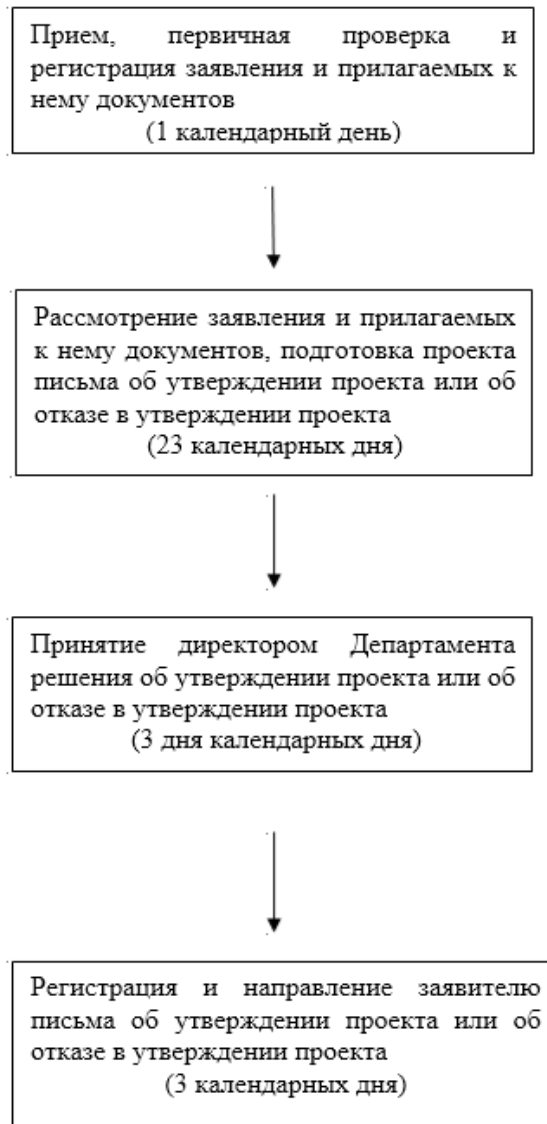 Прием, первичная проверка и
регистрация заявления и прилагаемых к
нему документов
(1 календарный день)
Рассмотрение заявления и прилагаемых
к нему документов, подготовка проекта
письма об утверждении проекта или об
отказе в утверждении проекта
(23 календарных дня)
Принятие директором Департамента
решения об утверждении проекта или об
отказе в утверждении проекта
(3 дня календарных дня)
Регистрация и направление заявителю
письма об утверждении проекта или об
отказе в утверждении проекта
(3 календарных дня)